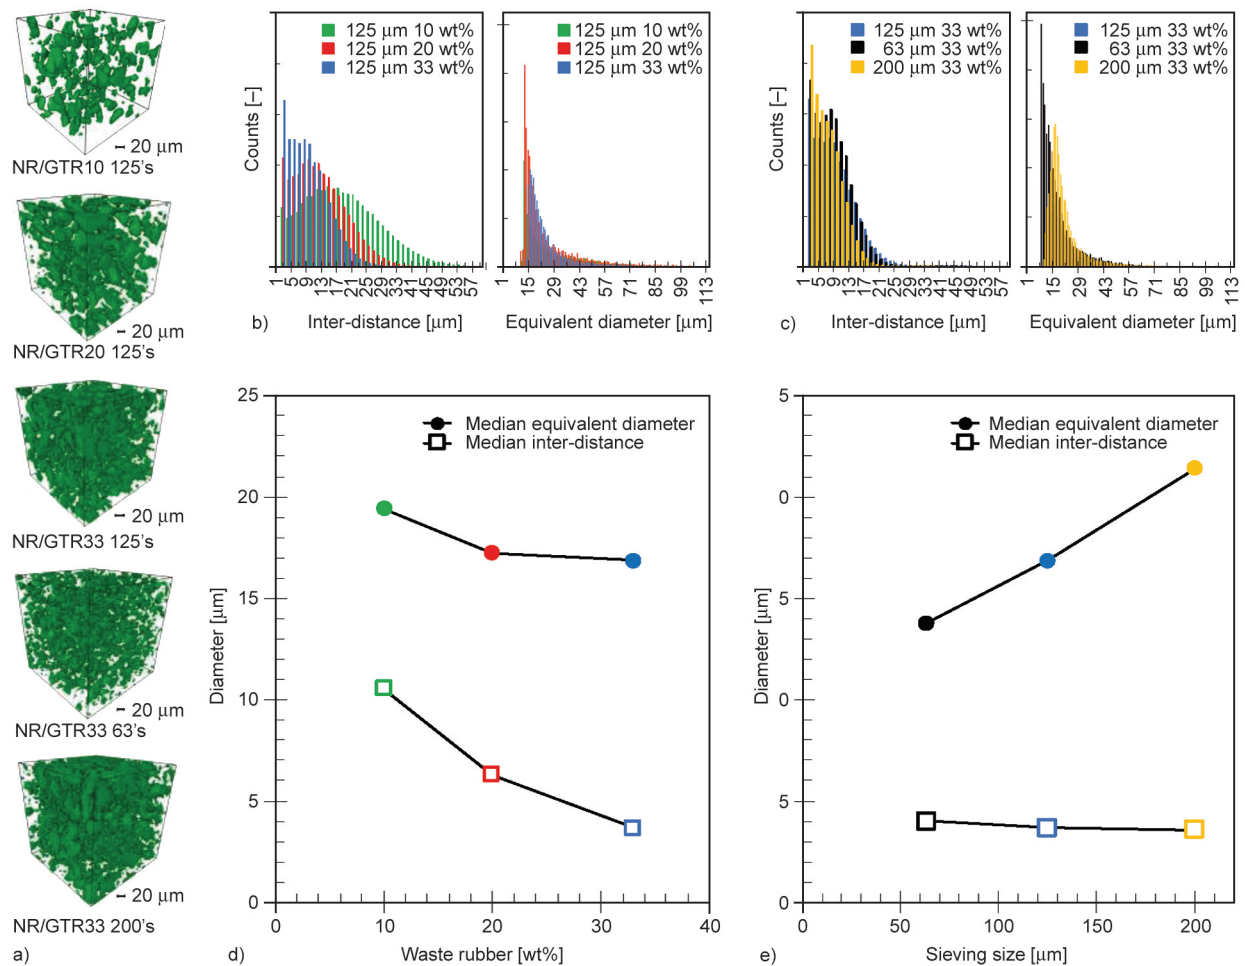 20 μm
NR/GTR10 125's
20 μm
NR/GTR20 125's
20 μm
NR/GTR33 125's
20 μm
NR/GTR33 63's
20 μm
NR/GTR33 200's
a)
125 μm 10 wt%
125 μm 20 wt%
125 μm 33 wt%
Counts [–]
1 5 9 13 17 21 25 29 33 41 45 49 53 57
b) Inter-distance [μm]
125 μm 10 wt%
125 μm 20 wt%
125 μm 33 wt%
1 15 29 43 57 71 85 99 113
Equivalent diameter [μm]
125 μm 33 wt%
63 μm 33 wt%
200 μm 33 wt%
Counts [–]
1 5 9 13 17 21 25 29 33 41 45 49 53 57
c) Inter-distance [μm]
125 μm 33 wt%
63 μm 33 wt%
200 μm 33 wt%
1 15 29 43 57 71 85 99 113
Equivalent diameter [μm]
Median equivalent diameter
Median inter-distance
Diameter [μm]
25
20
15
10
5
0
0 10 20 30 40
d) Waste rubber [wt%]
Median equivalent diameter
Median inter-distance
Diameter [μm]
5
0
5
0
5
0
0 50 100 150 200
e) Sieving size [μm]